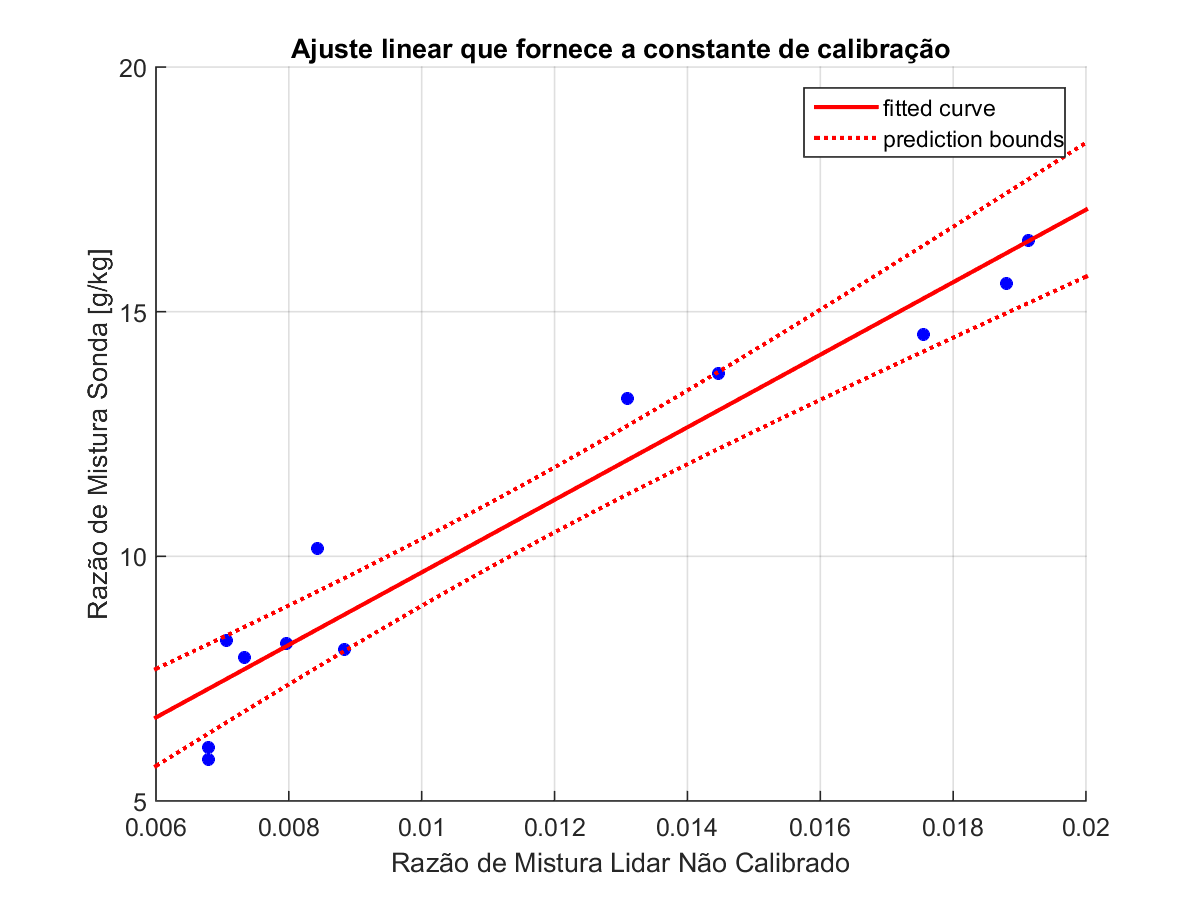 Ajuste linear que fornece a constante de calibração
fitted curve
prediction bounds
Razão de Mistura Sonda [g/kg]
20
15
10
5
0.006 0.008 0.01 0.012 0.014 0.016 0.018 0.02
Razão de Mistura Lidar Não Calibrado